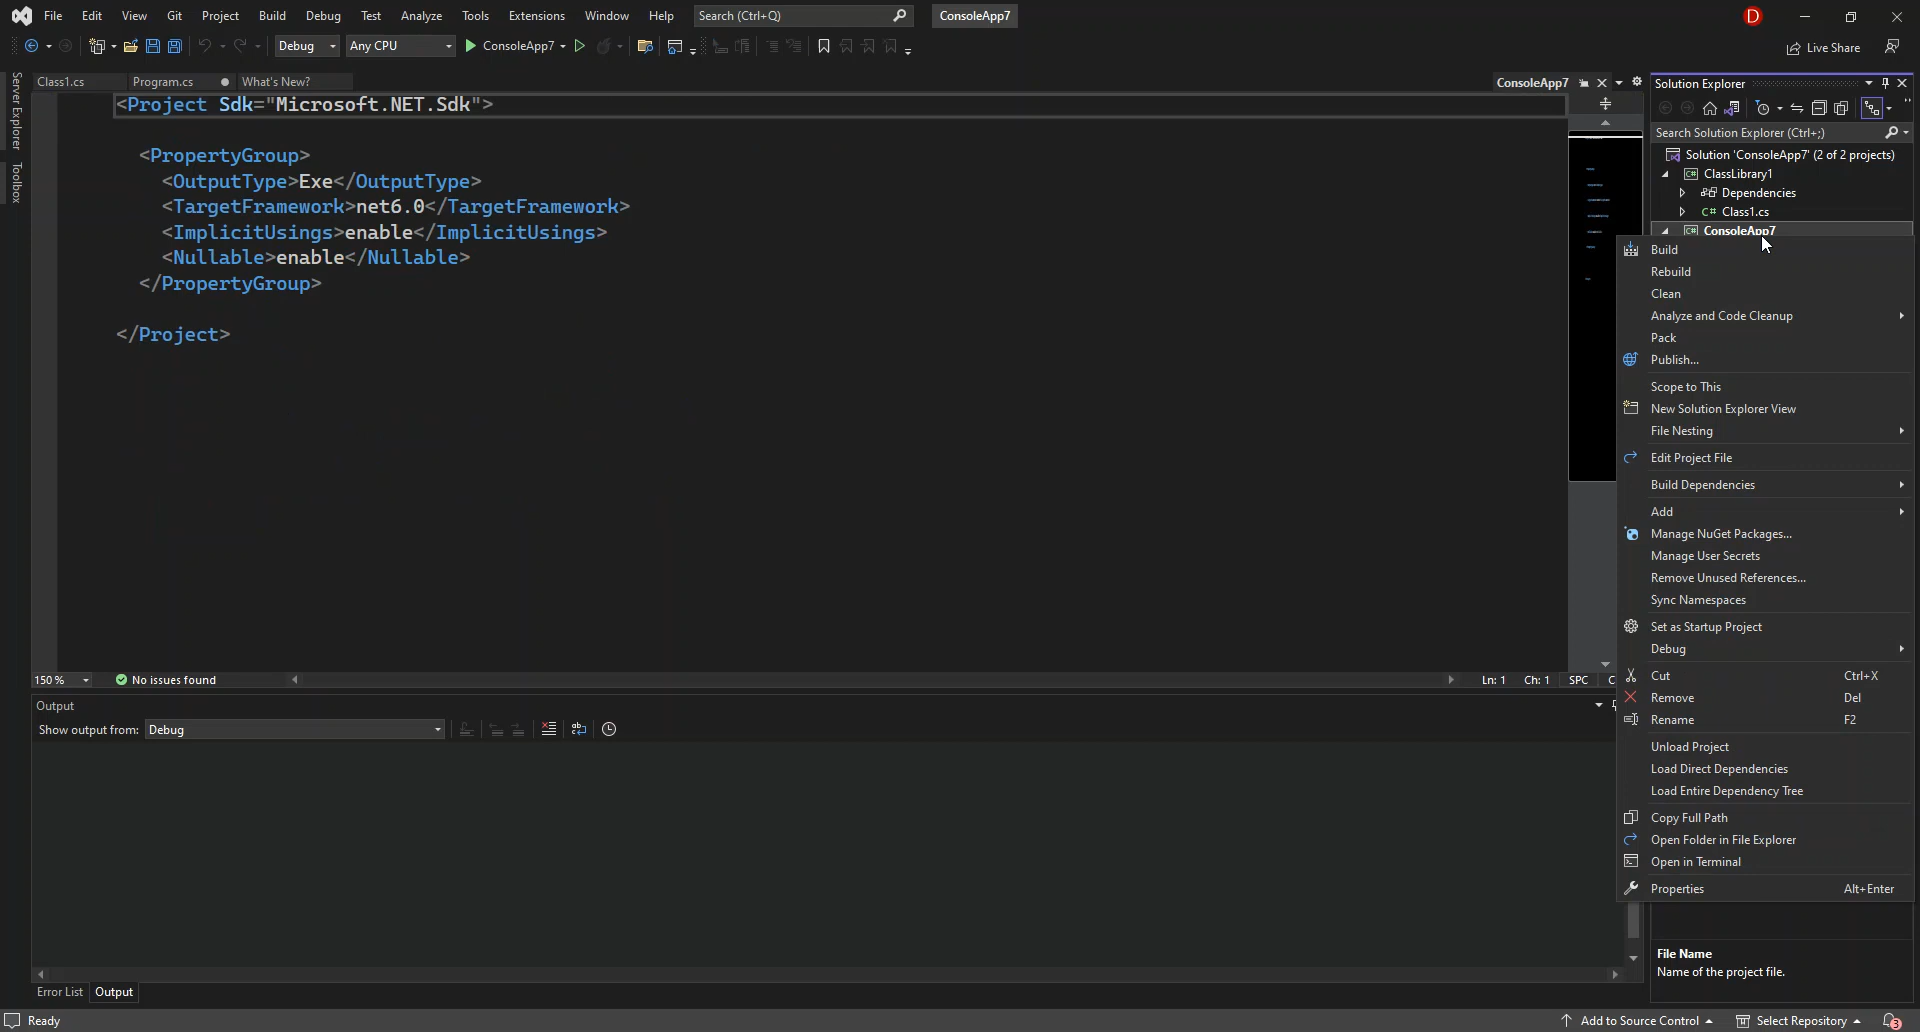 File Edit View Git Project Build Debug Test Analyze Tools Extensions Window Help Search (Ctrl+Q) ConsoleApp7 D
Debug Any CPU ConsoleApp7 Live Share
Class1.cs Program.cs What's New? ConsoleApp7
Server Explorer
Toolbox
<Project Sdk="Microsoft.NET.Sdk">
<PropertyGroup>
<OutputType>Exe</OutputType>
<TargetFramework>net6.0</TargetFramework>
<ImplicitUsings>enable</ImplicitUsings>
<Nullable>enable</Nullable>
</PropertyGroup>
</Project>
150 % No issues found Ln: 1 Ch: 1 SPC
Output
Show output from: Debug
Error List Output
Solution Explorer
Search Solution Explorer (Ctrl+;)
Solution 'ConsoleApp7' (2 of 2 projects)
C# ClassLibrary1
Dependencies
C# Class1.cs
C# ConsoleApp7
Build
Rebuild
Clean
Analyze and Code Cleanup
Pack
Publish...
Scope to This
New Solution Explorer View
File Nesting
Edit Project File
Build Dependencies
Add
Manage NuGet Packages...
Manage User Secrets
Remove Unused References...
Sync Namespaces
Set as Startup Project
Debug
Cut Ctrl+X
Remove Del
Rename F2
Unload Project
Load Direct Dependencies
Load Entire Dependency Tree
Copy Full Path
Open Folder in File Explorer
Open in Terminal
Properties Alt+Enter
File Name
Name of the project file.
Ready Add to Source Control Select Repository 3